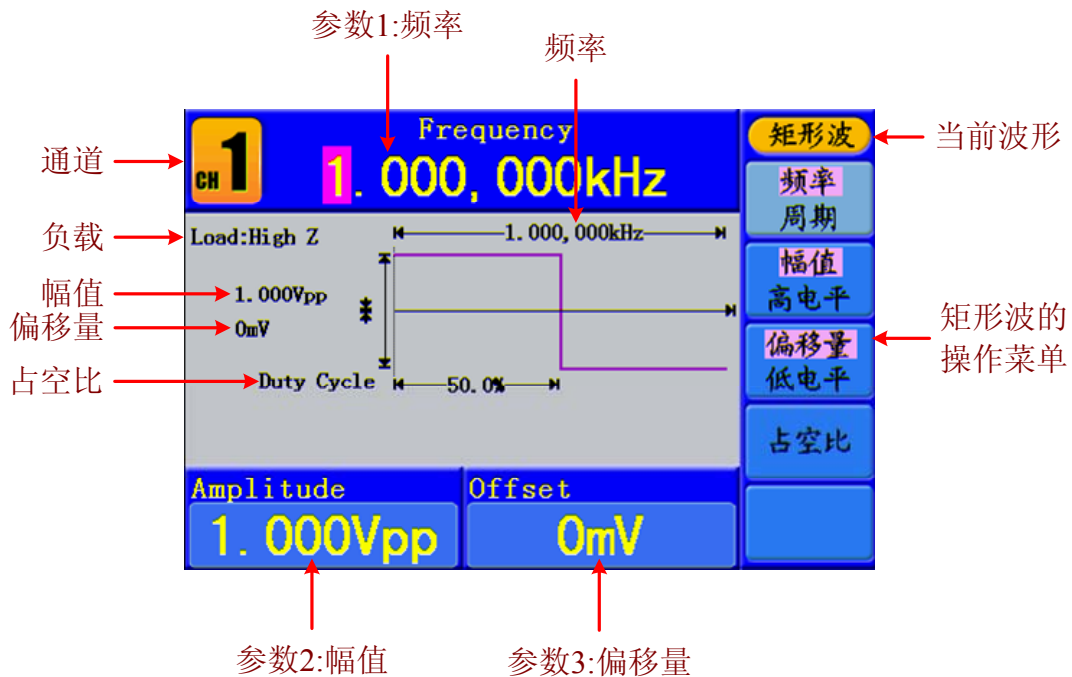 参数1:频率
频率
通道
CH 1
Frequency
1.000,000kHz
矩形波
当前波形
频率
周期
负载
Load:High Z
1.000,000kHz
幅值
1.000Vpp
偏移量
0mV
幅值
高电平
偏移量
低电平
矩形波的
操作菜单
占空比
Duty Cycle
50.0%
占空比
Amplitude
1.000Vpp
Offset
0mV
参数2:幅值
参数3:偏移量